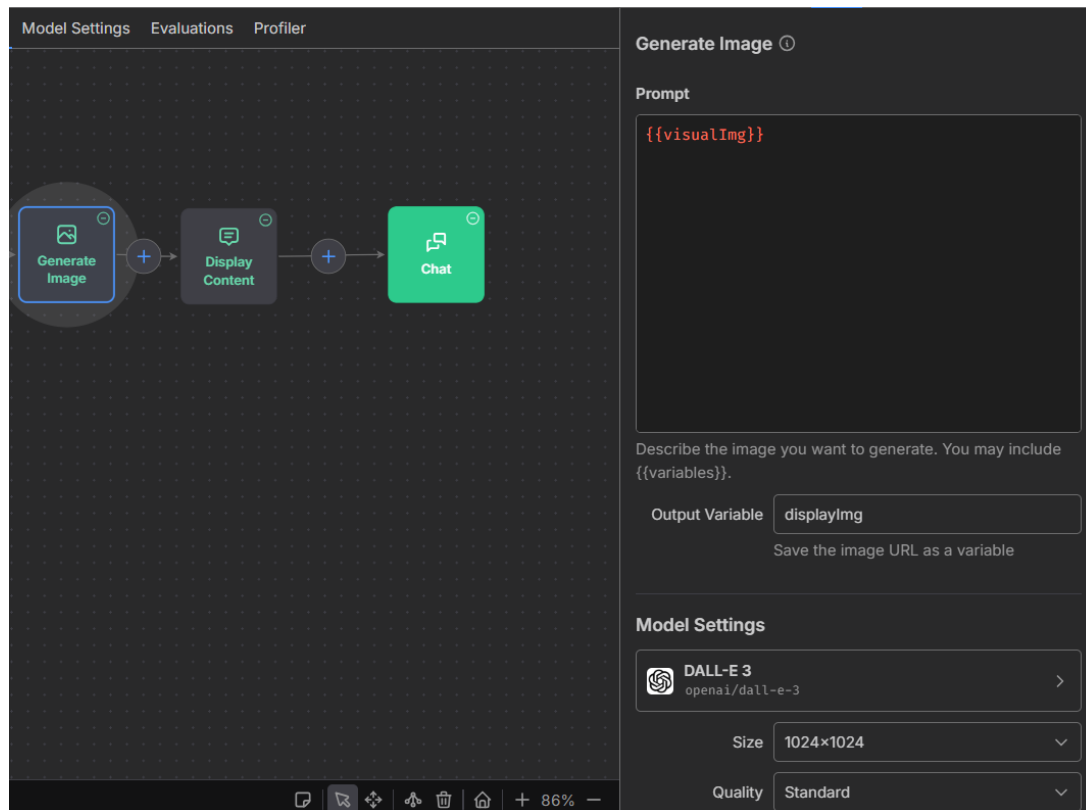 Model Settings Evaluations Profiler
Generate
Image
Display
Content
Chat
86%
Generate Image
Prompt
{{visualImg}}
Describe the image you want to generate. You may include
{{variables}}.
Output Variable displayImg
Save the image URL as a variable
Model Settings
DALL-E 3
openai/dall-e-3
Size 1024×1024
Quality Standard